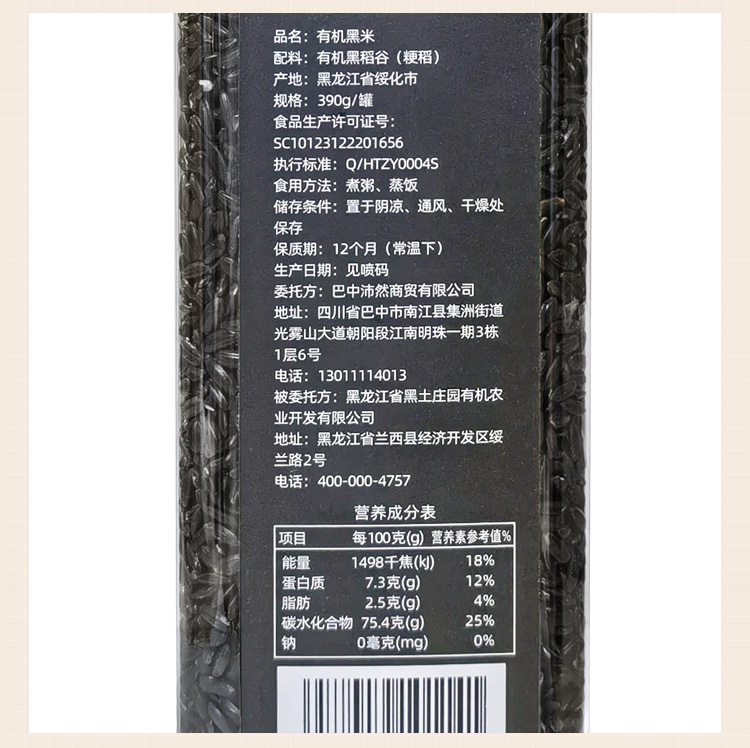 品名：有机黑米
配料：有机黑稻谷（粳稻）
产地：黑龙江省绥化市
规格：390g/罐
食品生产许可证号：
SC10123122201656
执行标准：Q/HTZY0004S
食用方法：煮粥、蒸饭
储存条件：置于阴凉、通风、干燥处
保存
保质期：12个月（常温下）
生产日期：见喷码
委托方：巴中沛然商贸有限公司
地址：四川省巴中市南江县集洲街道
光雾山大道朝阳段江南明珠一期3栋
1层6号
电话：13011114013
被委托方：黑龙江省黑土庄园有机农
业开发有限公司
地址：黑龙江省兰西县经济开发区绥
兰路2号
电话：400-000-4757
营养成分表
项目 每100克(g) 营养素参考值%
能量 1498千焦(kJ) 18%
蛋白质 7.3克(g) 12%
脂肪 2.5克(g) 4%
碳水化合物 75.4克(g) 25%
钠 0毫克(mg) 0%